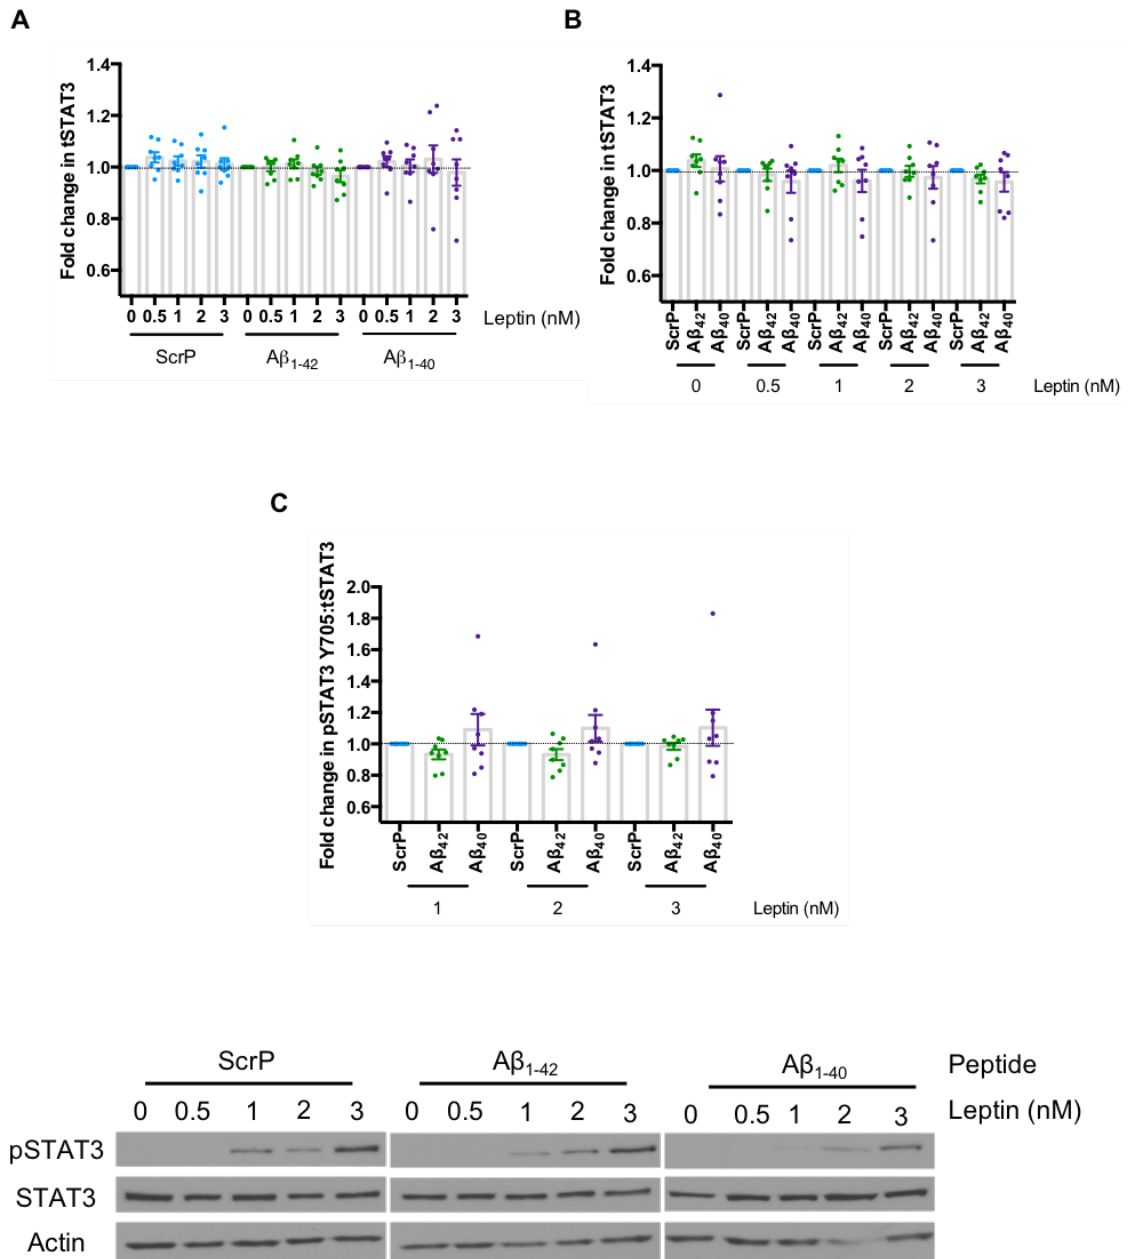 A
Fold change in tSTAT3
1.4
1.2
1.0
0.8
0.6
0 0.5 1 2 3 0 0.5 1 2 3 0 0.5 1 2 3 Leptin (nM)
ScrP Aβ1-42 Aβ1-40
B
Fold change in tSTAT3
1.4
1.2
1.0
0.8
0.6
ScrP Aβ42 Aβ40 ScrP Aβ42 Aβ40 ScrP Aβ42 Aβ40 ScrP Aβ42 Aβ40 ScrP Aβ42 Aβ40
0 0.5 1 2 3 Leptin (nM)
C
Fold change in pSTAT3 Y705:tSTAT3
2.0
1.8
1.6
1.4
1.2
1.0
0.8
0.6
ScrP Aβ42 Aβ40 ScrP Aβ42 Aβ40 ScrP Aβ42 Aβ40
1 2 3 Leptin (nM)
ScrP Aβ1-42 Aβ1-40 Peptide
0 0.5 1 2 3 0 0.5 1 2 3 0 0.5 1 2 3 Leptin (nM)
pSTAT3
STAT3
Actin